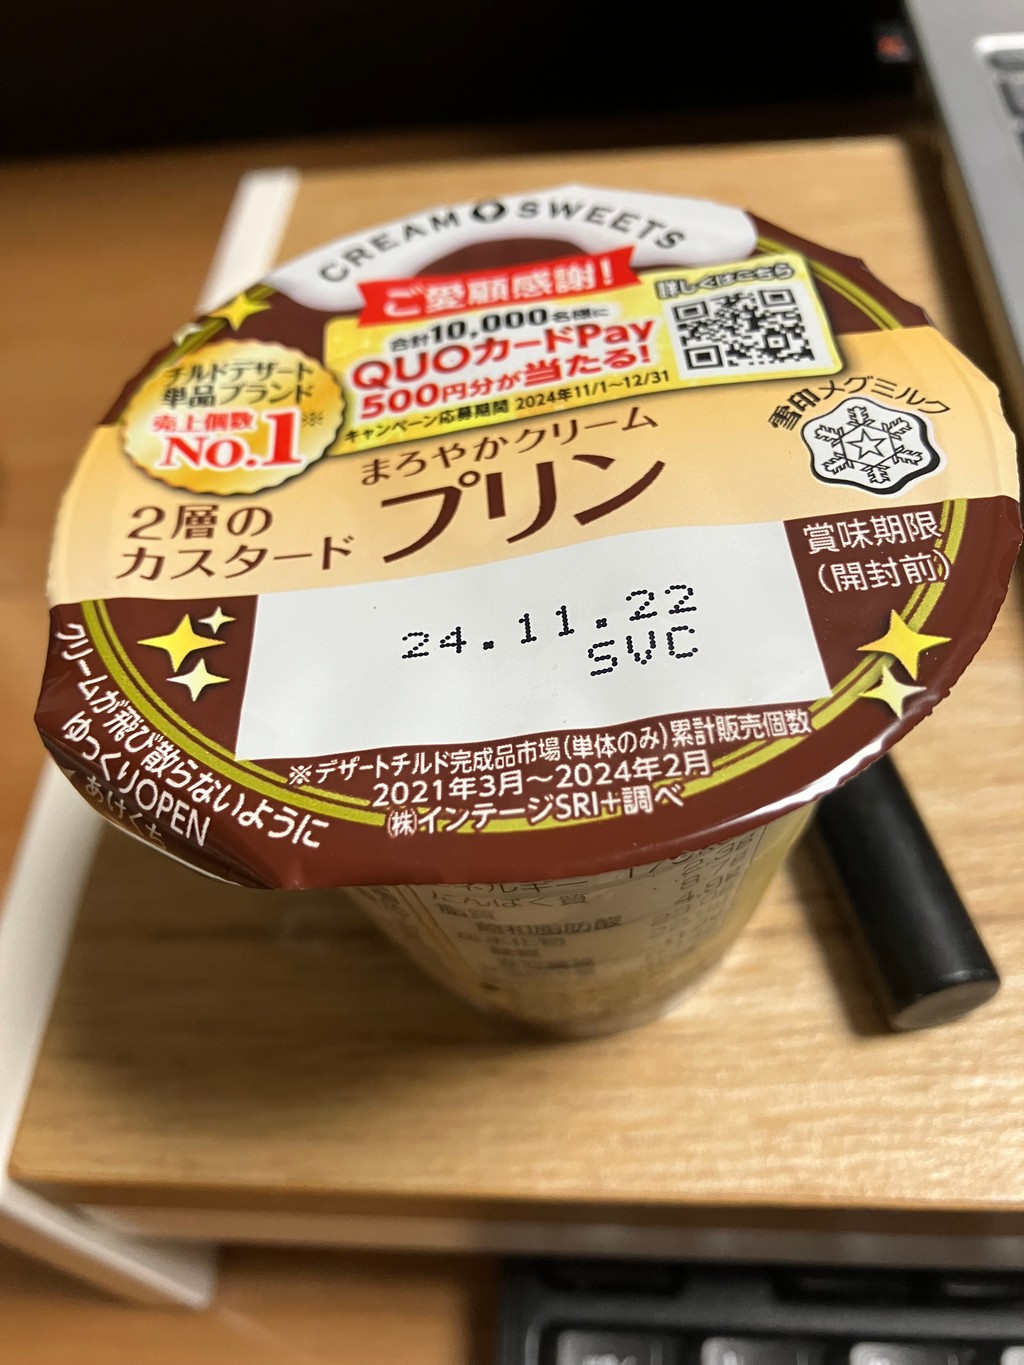 CREAM SWEETS
ご愛顧感謝!
合計10,000名様に
QUOカードPay
500円分が当たる!
キャンペーン応募期間 2024年11/1~12/31
詳しくはこちら
チルドデザート
単品ブランド
売上個数※
No.1
雪印メグミルク
まろやかクリーム
2層の
カスタード
プリン
賞味期限
(開封前)
24.11.22
SVC
※デザートチルド完成品市場(単体のみ)累計販売個数
2021年3月~2024年2月
(株)インテージSRI+調べ
クリームが飛び散らないように
ゆっくりOPEN
あけくち
たんぱく質
脂質
飽和脂肪酸